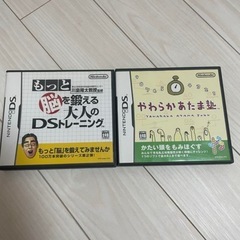 NINTENDO DS
Nintendo
東北大学未来科学技術共同研究センター
川島隆太教授監修
もっと
脳を鍛える
大人の
DSトレーニング
もっと「脳」を鍛えてみませんか
NINTENDO DS
Nintendo
やわらかあたま塾
Yawaraka Atama Juku
かたい頭をもみほぐす